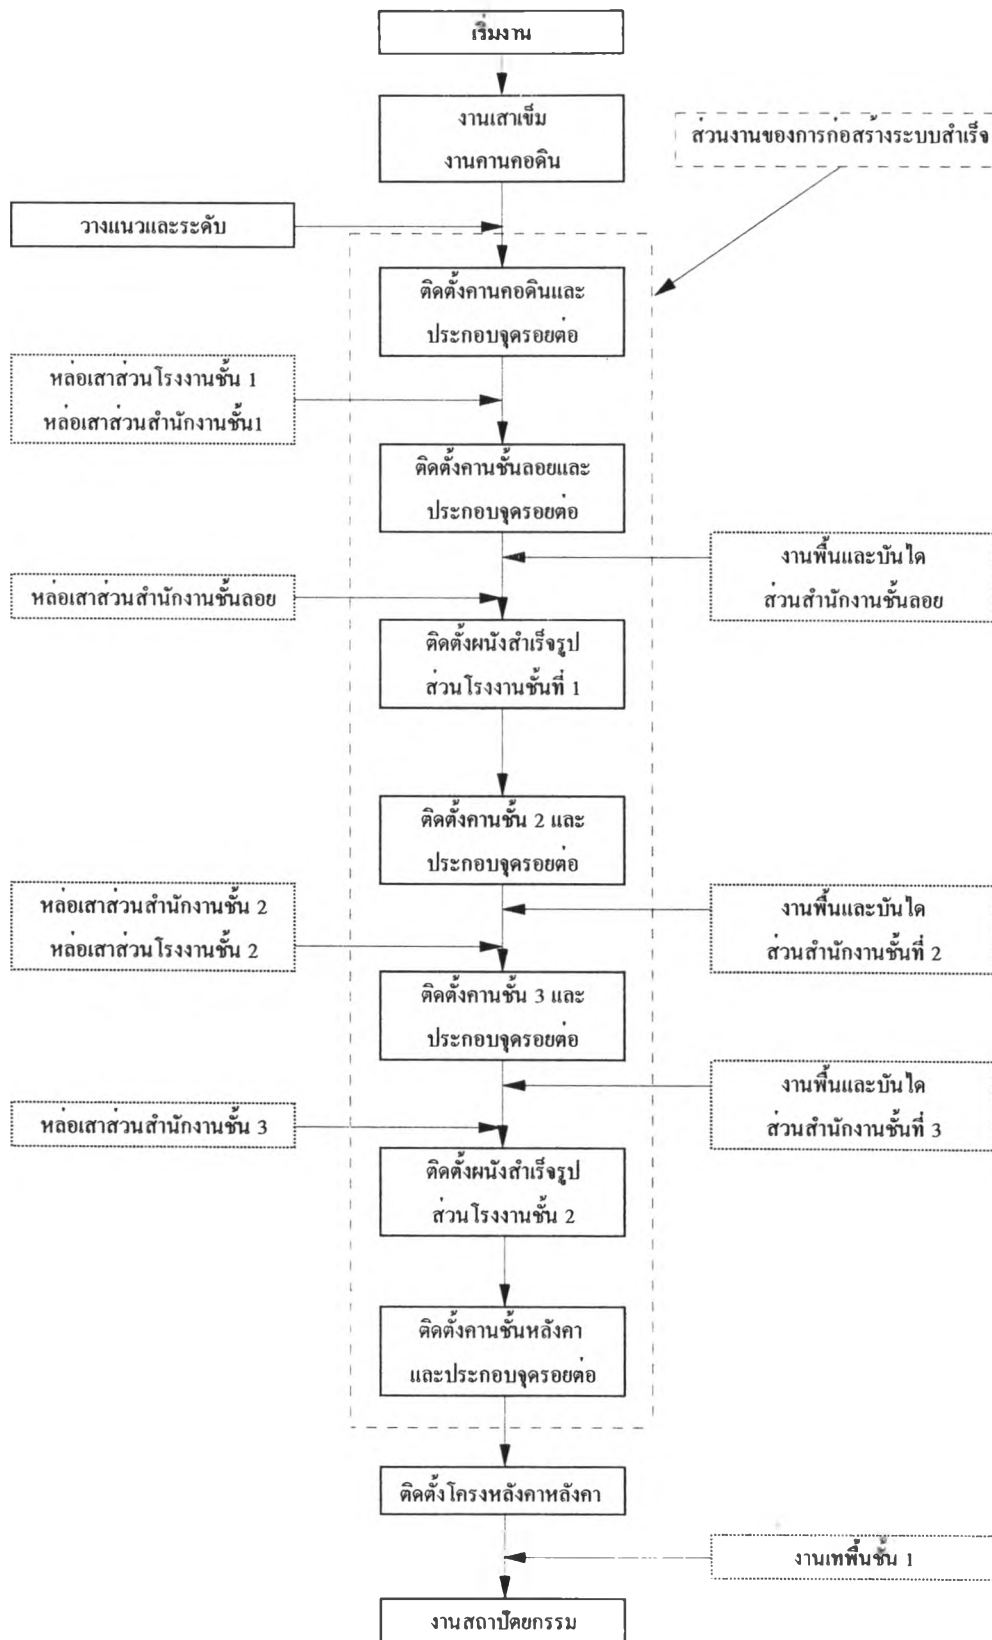 เริ่มงาน
งานเสาเข็ม
งานคานคอดิน
ส่วนงานของการก่อสร้างระบบสำเร็จ
วางแนวและระดับ
ติดตั้งคานคอดินและ
ประกอบจุดรอยต่อ
หล่อเสาส่วนโรงงานชั้น 1
หล่อเสาส่วนสำนักงานชั้น1
ติดตั้งคานชั้นลอยและ
ประกอบจุดรอยต่อ
งานพื้นและบันได
ส่วนสำนักงานชั้นลอย
หล่อเสาส่วนสำนักงานชั้นลอย
ติดตั้งผนังสำเร็จรูป
ส่วนโรงงานชั้นที่ 1
ติดตั้งคานชั้น 2 และ
ประกอบจุดรอยต่อ
หล่อเสาส่วนสำนักงานชั้น 2
หล่อเสาส่วนโรงงานชั้น 2
งานพื้นและบันได
ส่วนสำนักงานชั้นที่ 2
ติดตั้งคานชั้น 3 และ
ประกอบจุดรอยต่อ
งานพื้นและบันได
ส่วนสำนักงานชั้นที่ 3
หล่อเสาส่วนสำนักงานชั้น 3
ติดตั้งผนังสำเร็จรูป
ส่วนโรงงานชั้น 2
ติดตั้งคานชั้นหลังคา
และประกอบจุดรอยต่อ
ติดตั้งโครงหลังคาหลังคา
งานเทพื้นชั้น 1
งานสถาปัตยกรรม